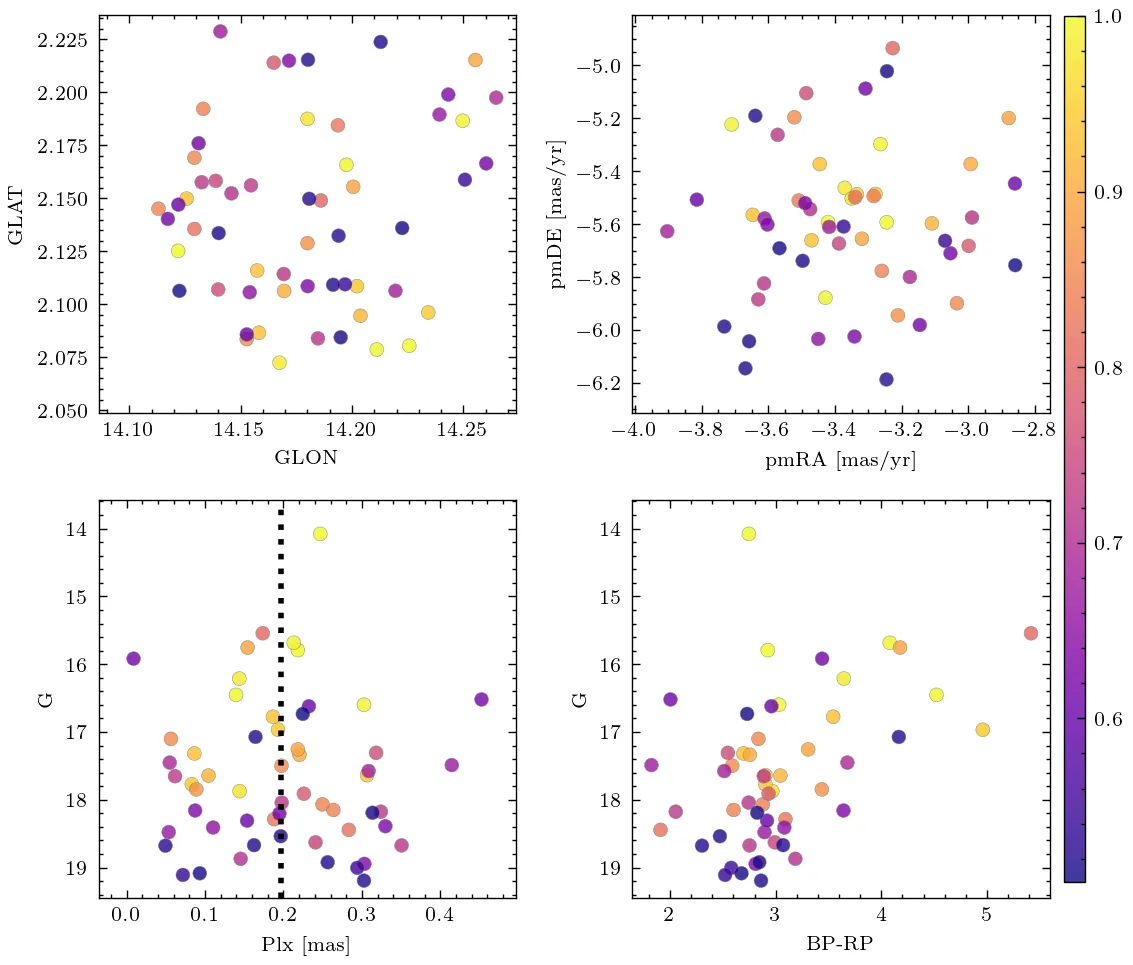 2.225
2.200
2.175
2.150
2.125
2.100
2.075
2.050
GLAT
14.10 14.15 14.20 14.25
GLON
−5.0
−5.2
−5.4
−5.6
−5.8
−6.0
−6.2
pmDE [mas/yr]
−4.0 −3.8 −3.6 −3.4 −3.2 −3.0 −2.8
pmRA [mas/yr]
1.0
0.9
0.8
0.7
0.6
14
15
16
17
18
19
G
0.0 0.1 0.2 0.3 0.4
Plx [mas]
14
15
16
17
18
19
G
2 3 4 5
BP-RP